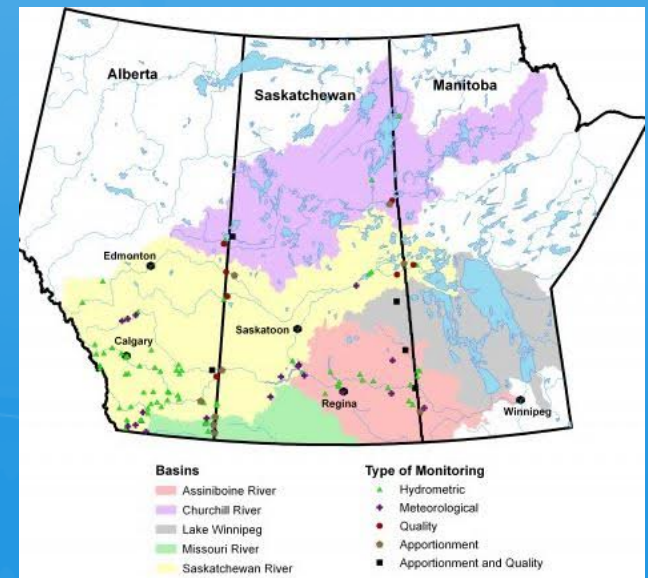 Alberta
Saskatchewan
Manitoba
Edmonton
Saskatoon
Calgary
Regina
Winnipeg
Basins
Assiniboine River
Churchill River
Lake Winnipeg
Missouri River
Saskatchewan River
Type of Monitoring
Hydrometric
Meteorological
Quality
Apportionment
Apportionment and Quality